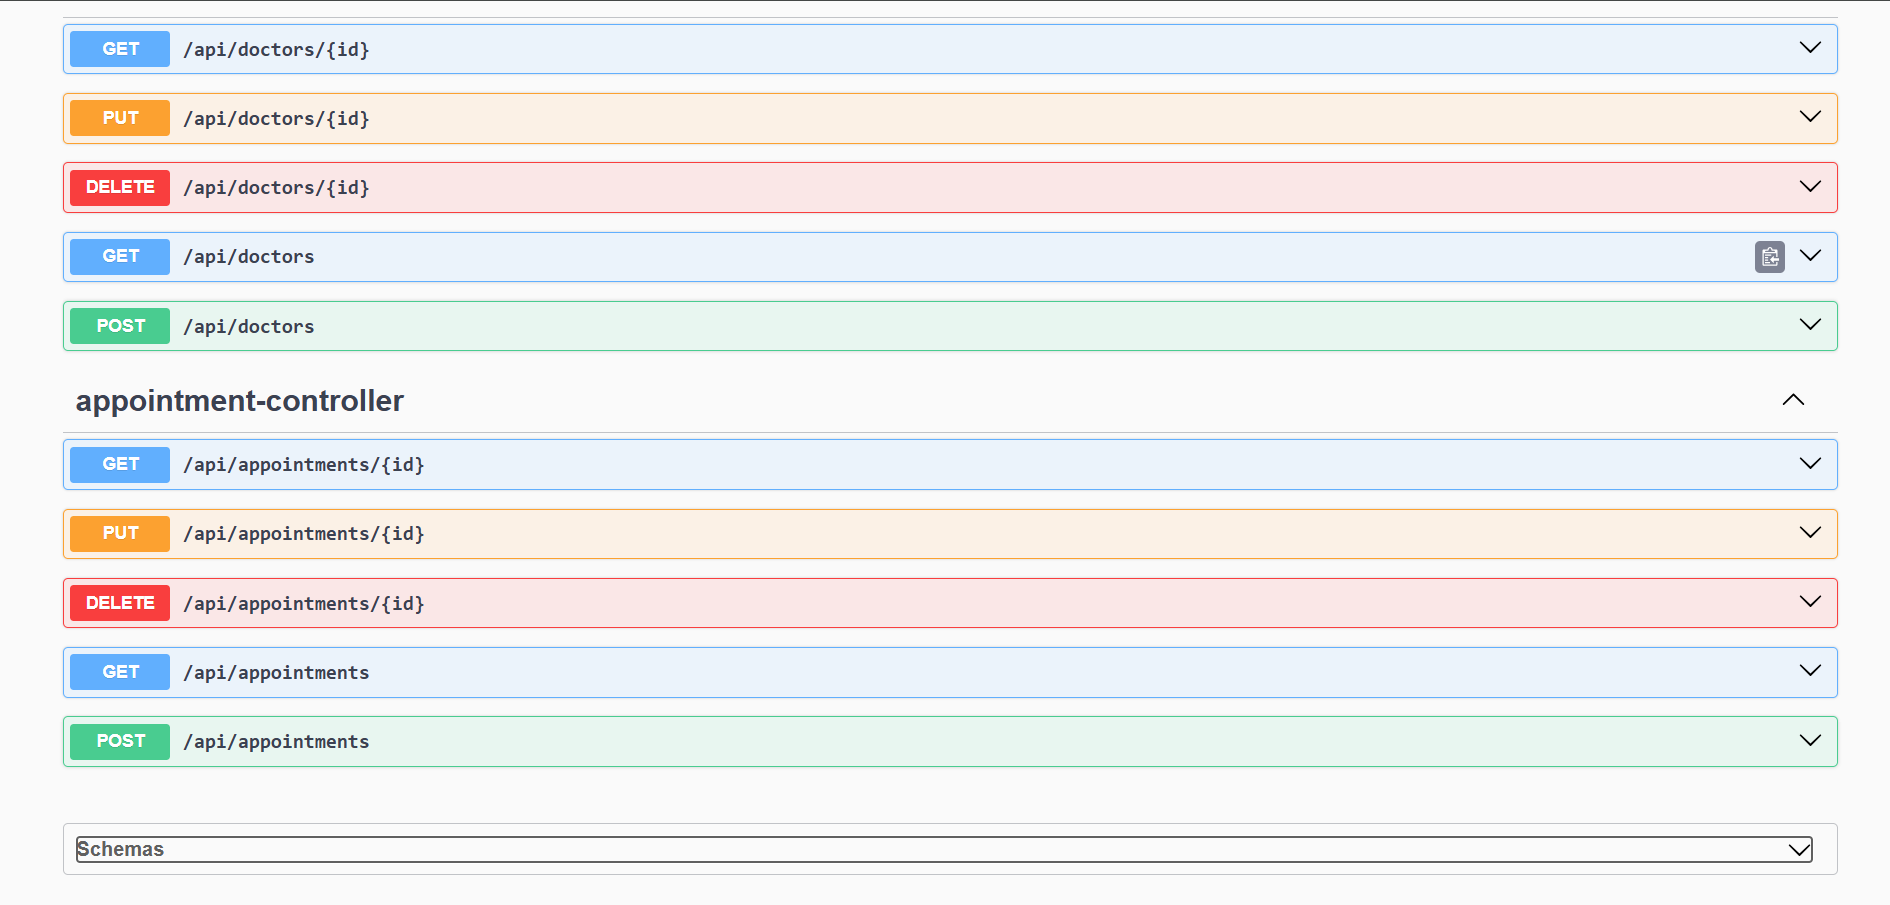 GET /api/doctors/{id}
PUT /api/doctors/{id}
DELETE /api/doctors/{id}
GET /api/doctors
POST /api/doctors
appointment-controller
GET /api/appointments/{id}
PUT /api/appointments/{id}
DELETE /api/appointments/{id}
GET /api/appointments
POST /api/appointments
Schemas